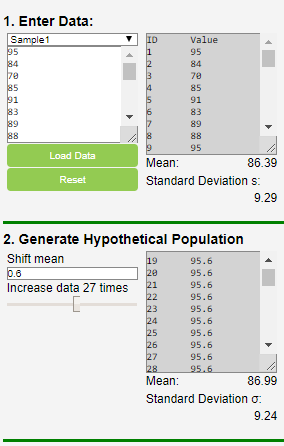 1. Enter Data:
Sample1
95
84
70
85
91
83
89
88
ID Value
1 95
2 84
3 70
4 85
5 91
6 83
7 89
8 88
9 95
Load Data
Reset
Mean: 86.39
Standard Deviation s:
9.29
2. Generate Hypothetical Population
Shift mean
0.6
Increase data 27 times
19 95.6
20 95.6
21 95.6
22 95.6
23 95.6
24 95.6
25 95.6
26 95.6
27 95.6
28 95.6
Mean: 86.99
Standard Deviation σ:
9.24